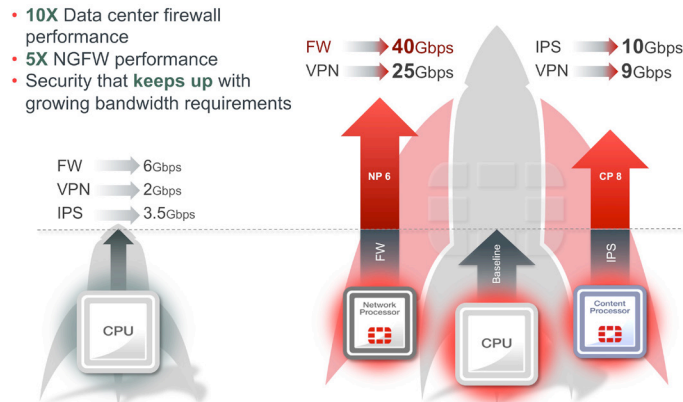 • 10X Data center firewall
performance
• 5X NGFW performance
• Security that keeps up with
growing bandwidth requirements
FW 6Gbps
VPN 2Gbps
IPS 3.5Gbps
CPU
FW 40Gbps
VPN 25Gbps
IPS 10Gbps
VPN 9Gbps
NP 6
CP 8
FW
Baseline
IPS
Network
Processor
CPU
Content
Processor